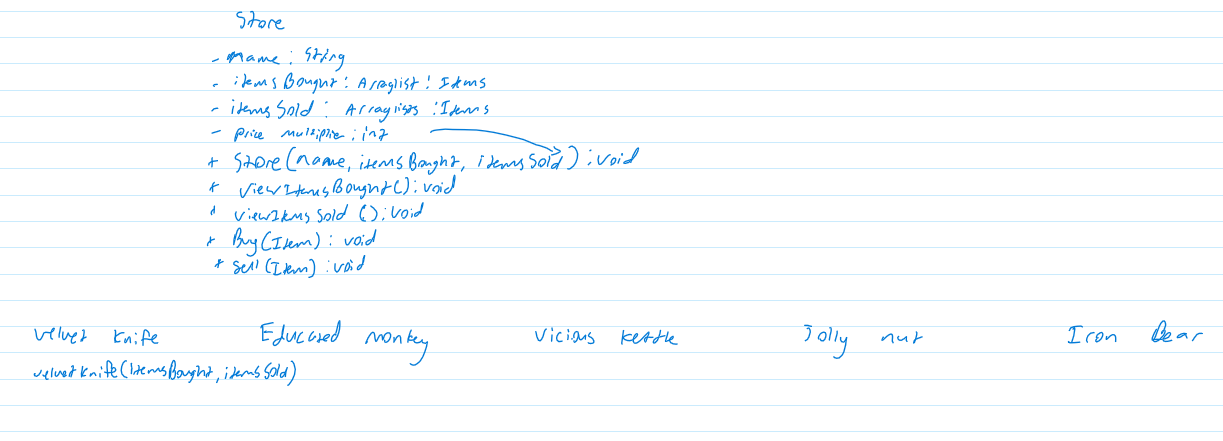 Store
- name : String
- itemsBought : Arraylist : Items
- itemsSold : Arraylists : Items
- price multiplier : int
+ Store(name, itemsBought, itemsSold) : void
+ viewItemsBought() : void
+ viewItemsSold () : void
+ Buy(Item) : void
+ Sell(Item) : void
velvet knife Educated monkey Vicious kettle Jolly nut Iron Bear
velvetknife(itemsBought, itemsSold)